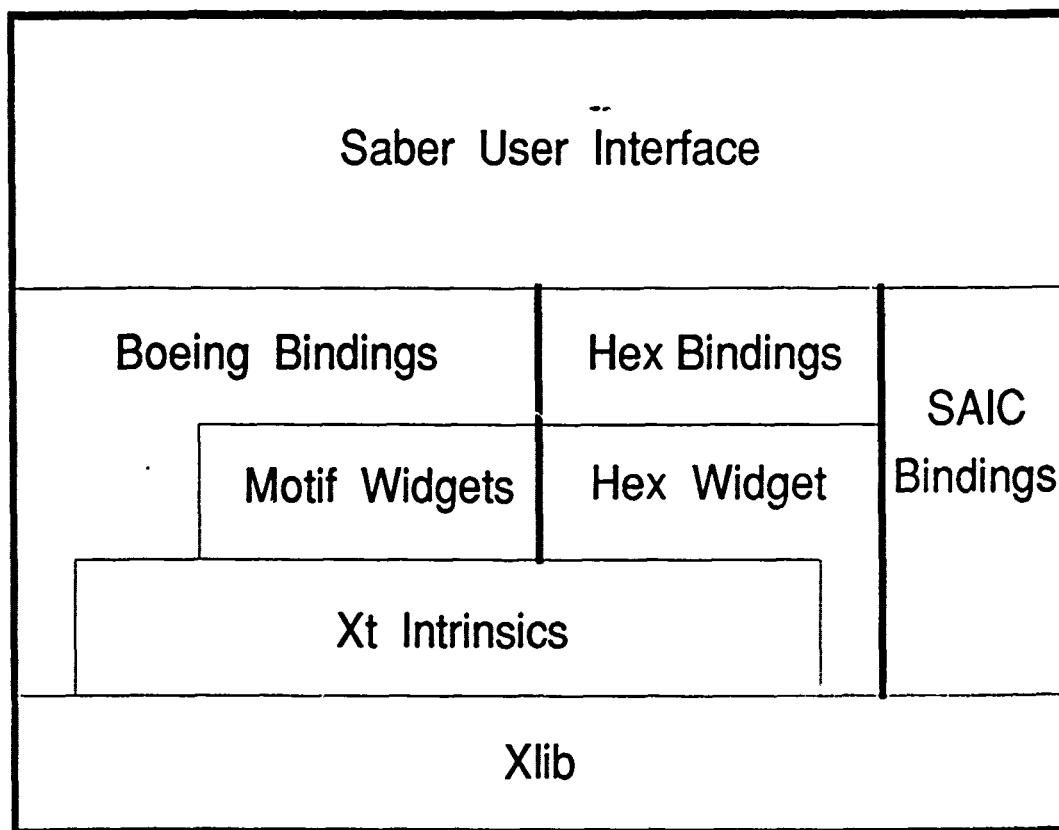 Saber User Interface
Boeing Bindings
Hex Bindings
SAIC
Bindings
Motif Widgets
Hex Widget
Xt Intrinsics
Xlib